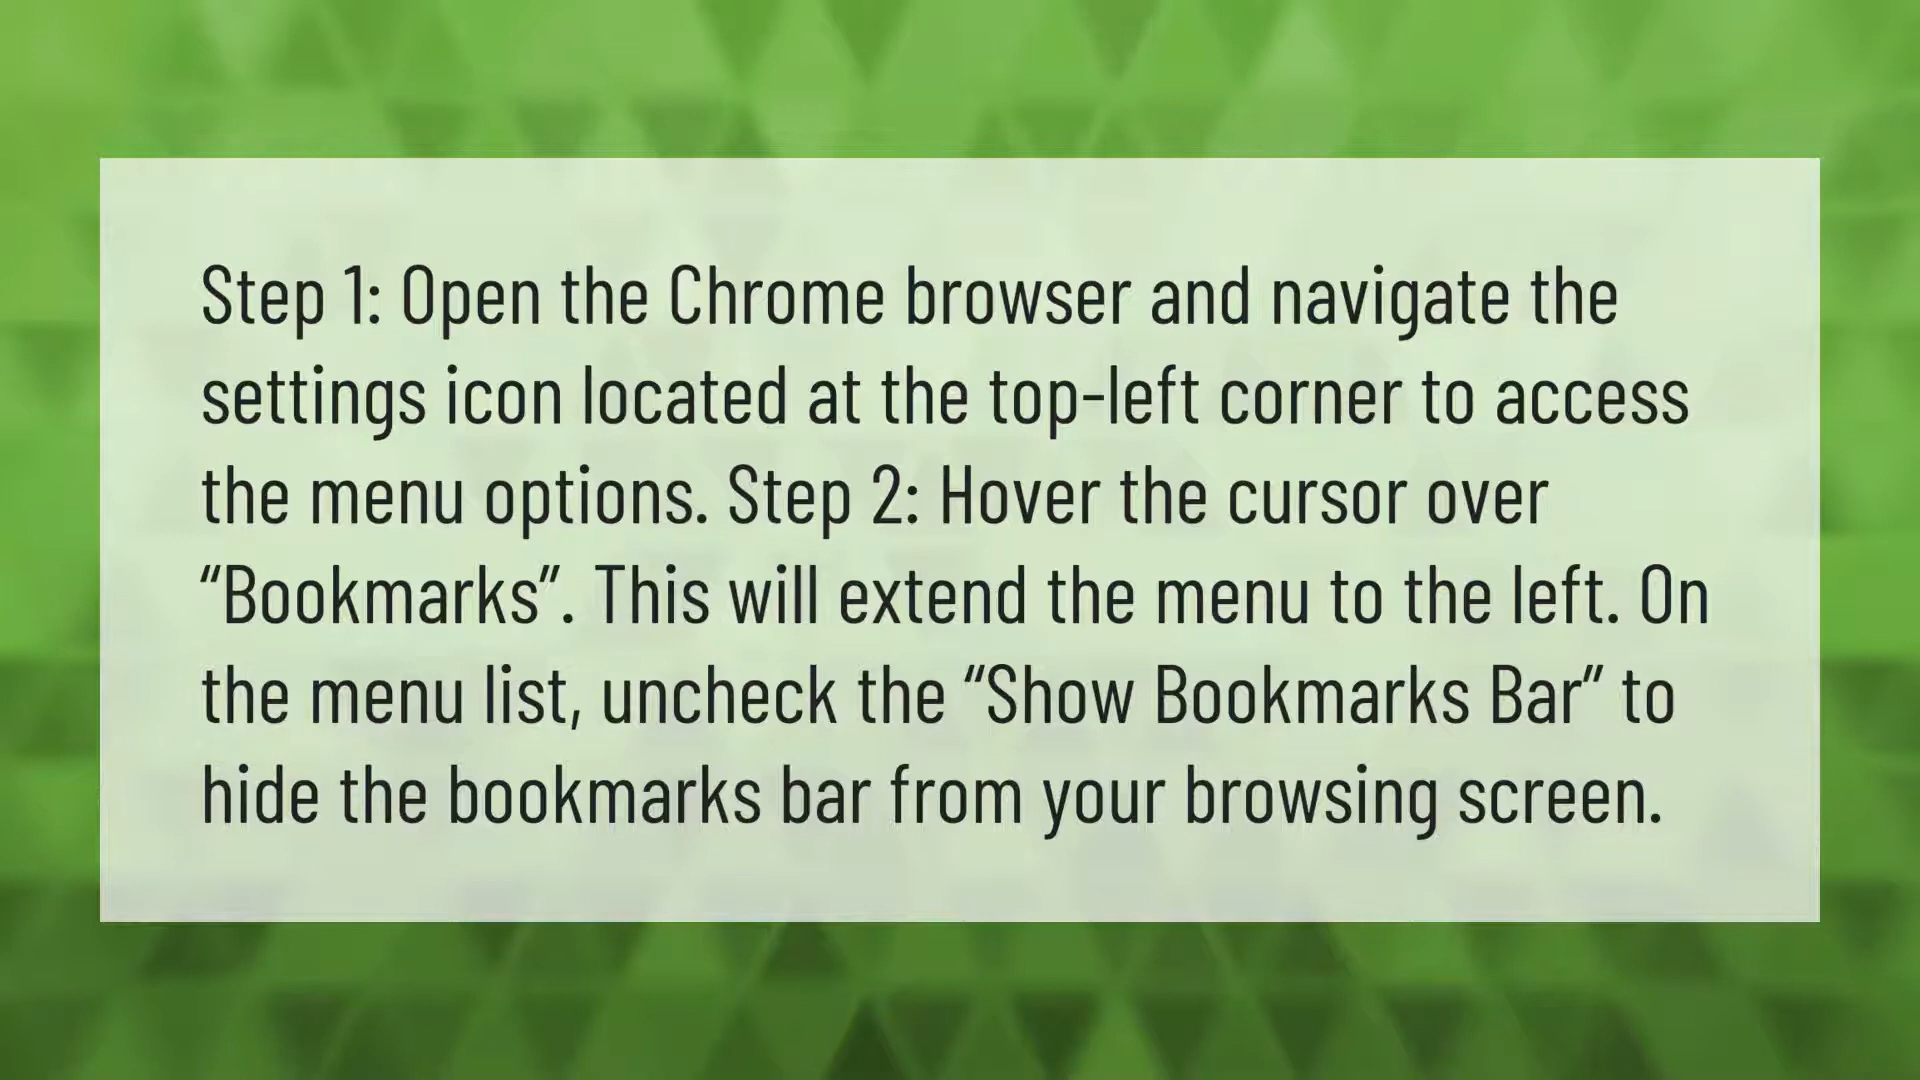 Step 1: Open the Chrome browser and navigate the
settings icon located at the top-left corner to access
the menu options. Step 2: Hover the cursor over
“Bookmarks”. This will extend the menu to the left. On
the menu list, uncheck the “Show Bookmarks Bar” to
hide the bookmarks bar from your browsing screen.